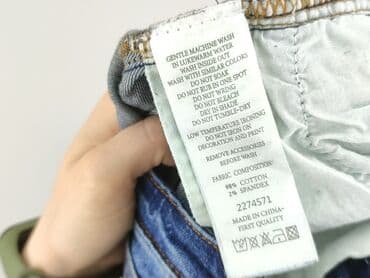 GENTLE MACHINE WASH
IN LUKEWARM WATER
WASH INSIDE OUT
WASH WITH SIMILAR COLORS
DO NOT SOAK
DO NOT RUB IN ONE SPOT
DO NOT WRING
DO NOT BLEACH
DRY IN SHADE
DO NOT TUMBLE-DRY
LOW TEMPERATURE IRONING
DO NOT IRON ON
DECORATION AND PRINT
REMOVE ACCESSORIES
BEFORE WASH
FABRIC COMPOSITION:
98% COTTON
2% SPANDEX
2274571
MADE IN CHINA-
FIRST QUALITY